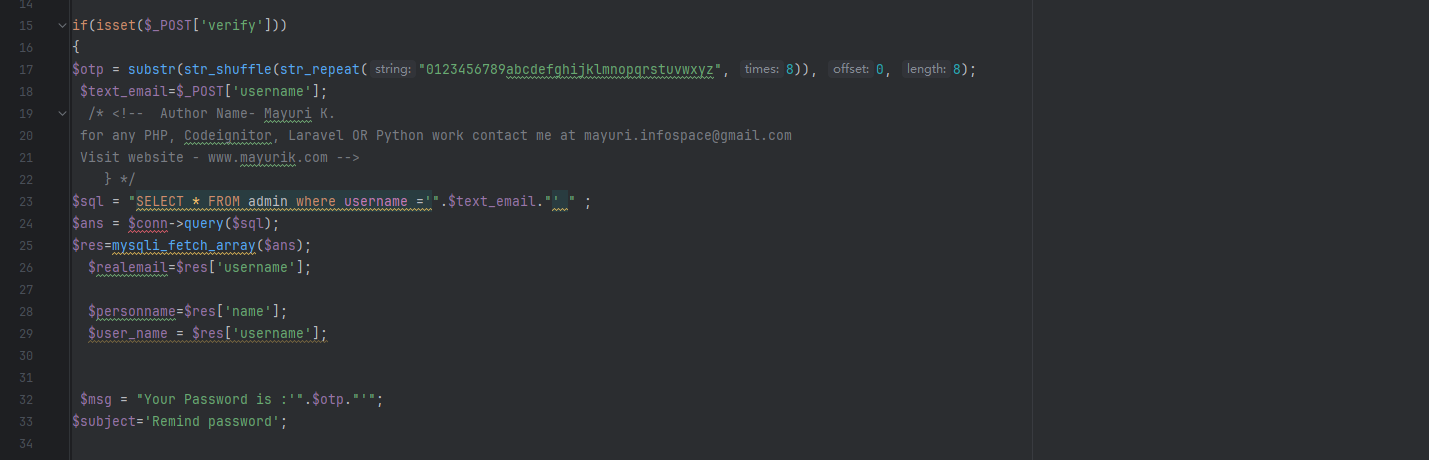 14
15 if(isset($_POST['verify']))
16 {
17 $otp = substr(str_shuffle(str_repeat( string: "0123456789abcdefghijklmnopqrstuvwxyz", times: 8)), offset: 0, length: 8);
18 $text_email=$_POST['username'];
19 /* <!-- Author Name- Mayuri K.
20 for any PHP, Codeignitor, Laravel OR Python work contact me at mayuri.infospace@gmail.com
21 Visit website - www.mayurik.com -->
22 } */
23 $sql = "SELECT * FROM admin where username ='".$text_email."' " ;
24 $ans = $conn->query($sql);
25 $res=mysqli_fetch_array($ans);
26 $realemail=$res['username'];
27
28 $personname=$res['name'];
29 $user_name = $res['username'];
30
31
32 $msg = "Your Password is :'".$otp."'";
33 $subject='Remind password';
34